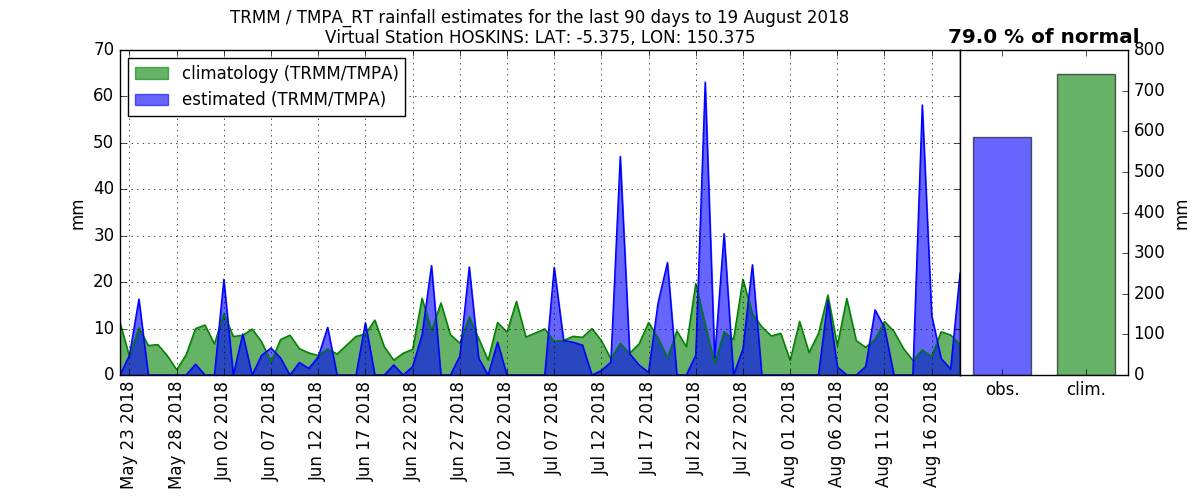 TRMM / TMPA_RT rainfall estimates for the last 90 days to 19 August 2018
Virtual Station HOSKINS: LAT: -5.375, LON: 150.375
79.0 % of normal
climatology (TRMM/TMPA)
estimated (TRMM/TMPA)
mm
70
60
50
40
30
20
10
0
May 23 2018
May 28 2018
Jun 02 2018
Jun 07 2018
Jun 12 2018
Jun 17 2018
Jun 22 2018
Jun 27 2018
Jul 02 2018
Jul 07 2018
Jul 12 2018
Jul 17 2018
Jul 22 2018
Jul 27 2018
Aug 01 2018
Aug 06 2018
Aug 11 2018
Aug 16 2018
obs.
clim.
800
700
600
500
400
300
200
100
0
mm